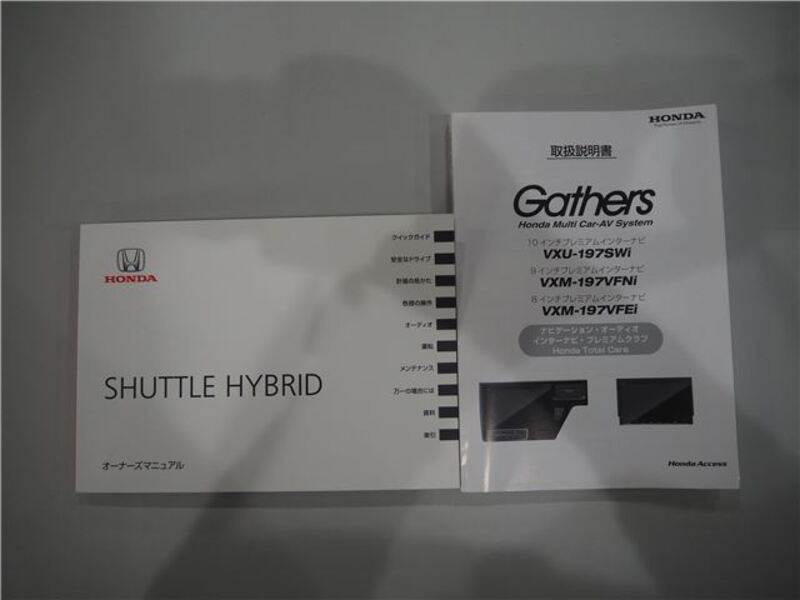 HONDA
クイックガイド
安全なドライブ
計器の見かた
各部の操作
オーディオ
運転
メンテナンス
万一の場合には
資料
索引
SHUTTLE HYBRID
オーナーズマニュアル
HONDA
The Power of Dreams
取扱説明書
Gathers
Honda Multi Car-AV System
10インチプレミアムインターナビ
VXU-197SWi
9インチプレミアムインターナビ
VXM-197VFNi
8インチプレミアムインターナビ
VXM-197VFEi
ナビゲーション・オーディオ
インターナビ・プレミアムクラブ
Honda Total Care
Honda Access